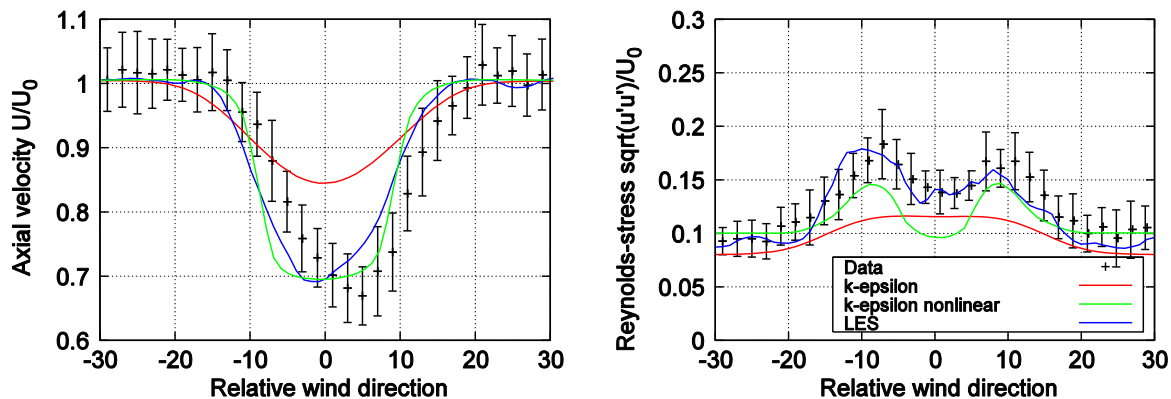 1.1
1
0.9
0.8
0.7
0.6
-30 -20 -10 0 10 20 30
Axial velocity U/U0
Relative wind direction
0.3
0.25
0.2
0.15
0.1
0.05
0
-30 -20 -10 0 10 20 30
Reynolds-stress sqrt(u'u')/U0
Relative wind direction
Data
k-epsilon
k-epsilon nonlinear
LES